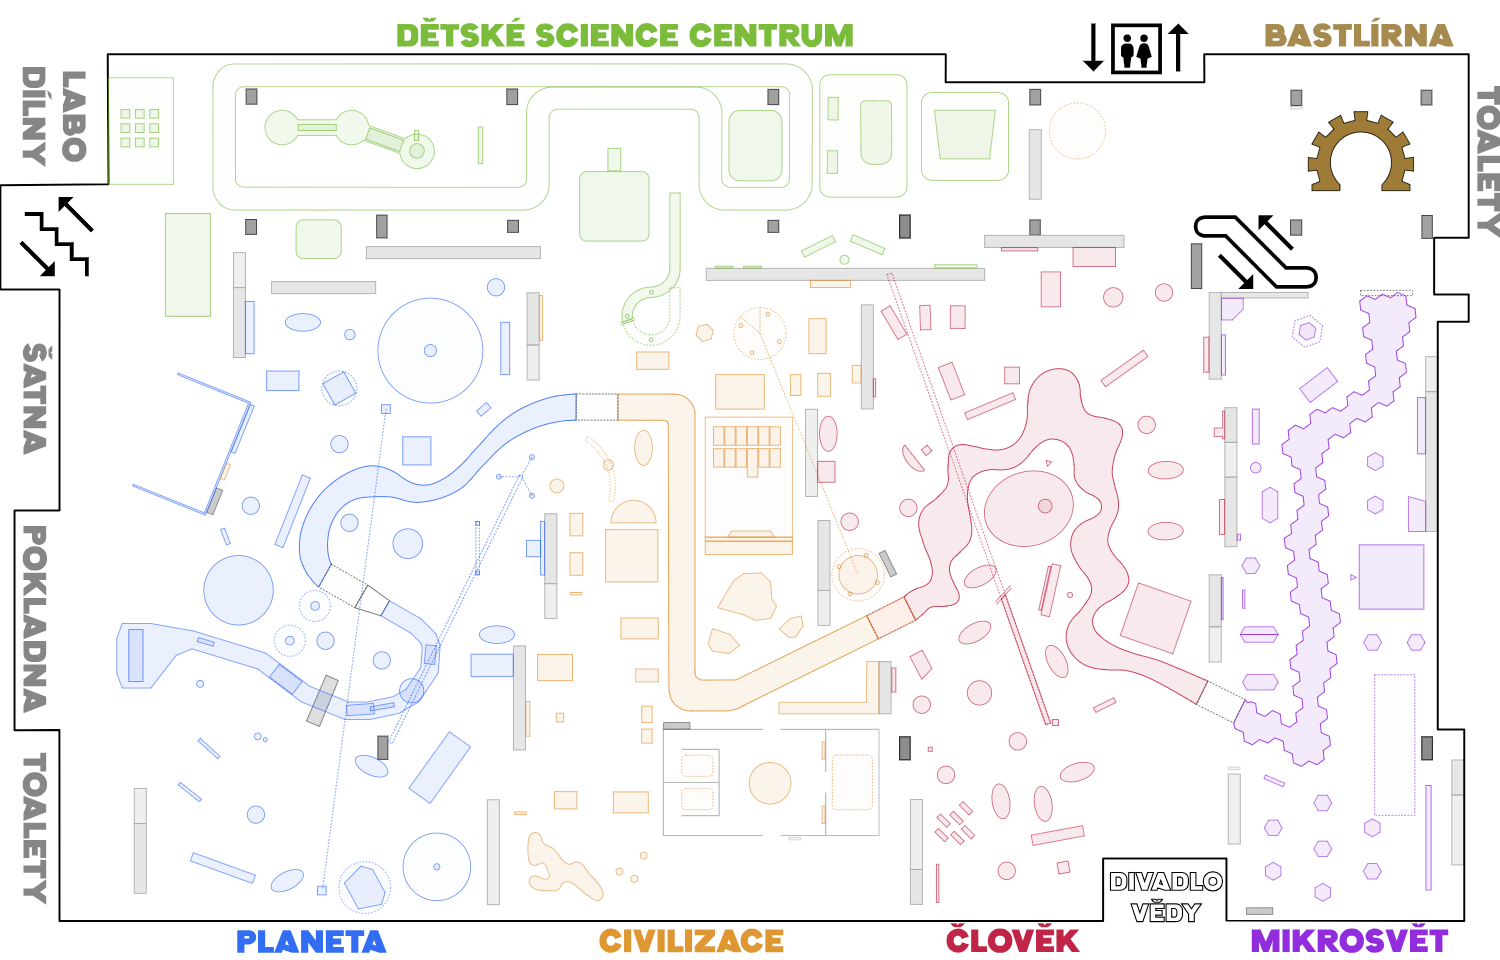 DĚTSKÉ SCIENCE CENTRUM
BASTLÍRNA
LABO
DÍLNY
TOALETY
ŠATNA
POKLADNA
TOALETY
DIVADLO
VĚDY
PLANETA
CIVILIZACE
ČLOVĚK
MIKROSVĚT